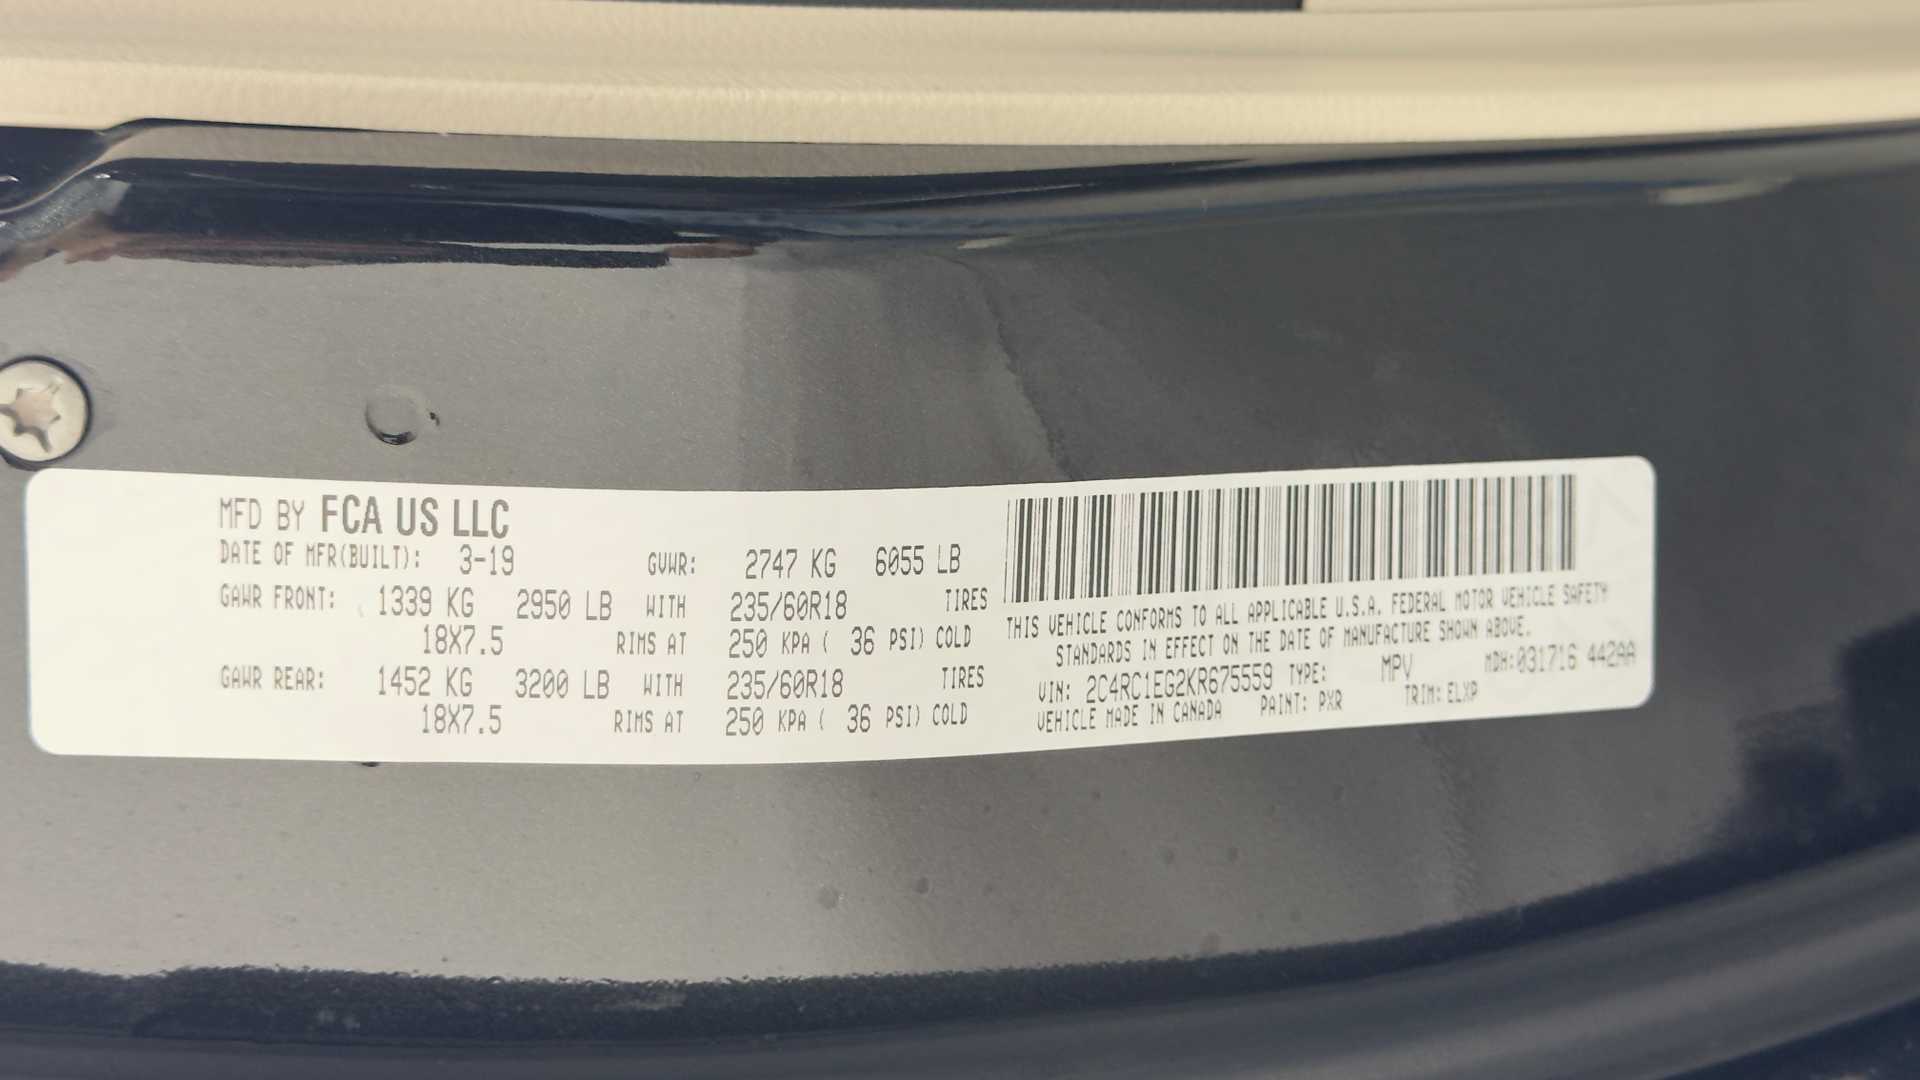 MFD BY FCA US LLC
DATE OF MFR(BUILT): 3-19 GVWR: 2747 KG 6055 LB
GAWR FRONT: 1339 KG 2950 LB WITH 235/60R18 TIRES
18X7.5 RIMS AT 250 KPA ( 36 PSI) COLD
GAWR REAR: 1452 KG 3200 LB WITH 235/60R18 TIRES
18X7.5 RIMS AT 250 KPA ( 36 PSI) COLD
THIS VEHICLE CONFORMS TO ALL APPLICABLE U.S.A. FEDERAL MOTOR VEHICLE SAFETY
STANDARDS IN EFFECT ON THE DATE OF MANUFACTURE SHOWN ABOVE.
VIN: 2C4RC1EG2KR675559 TYPE: MPV MDH:031716 442AA
VEHICLE MADE IN CANADA PAINT: PXR TRIM: ELXP